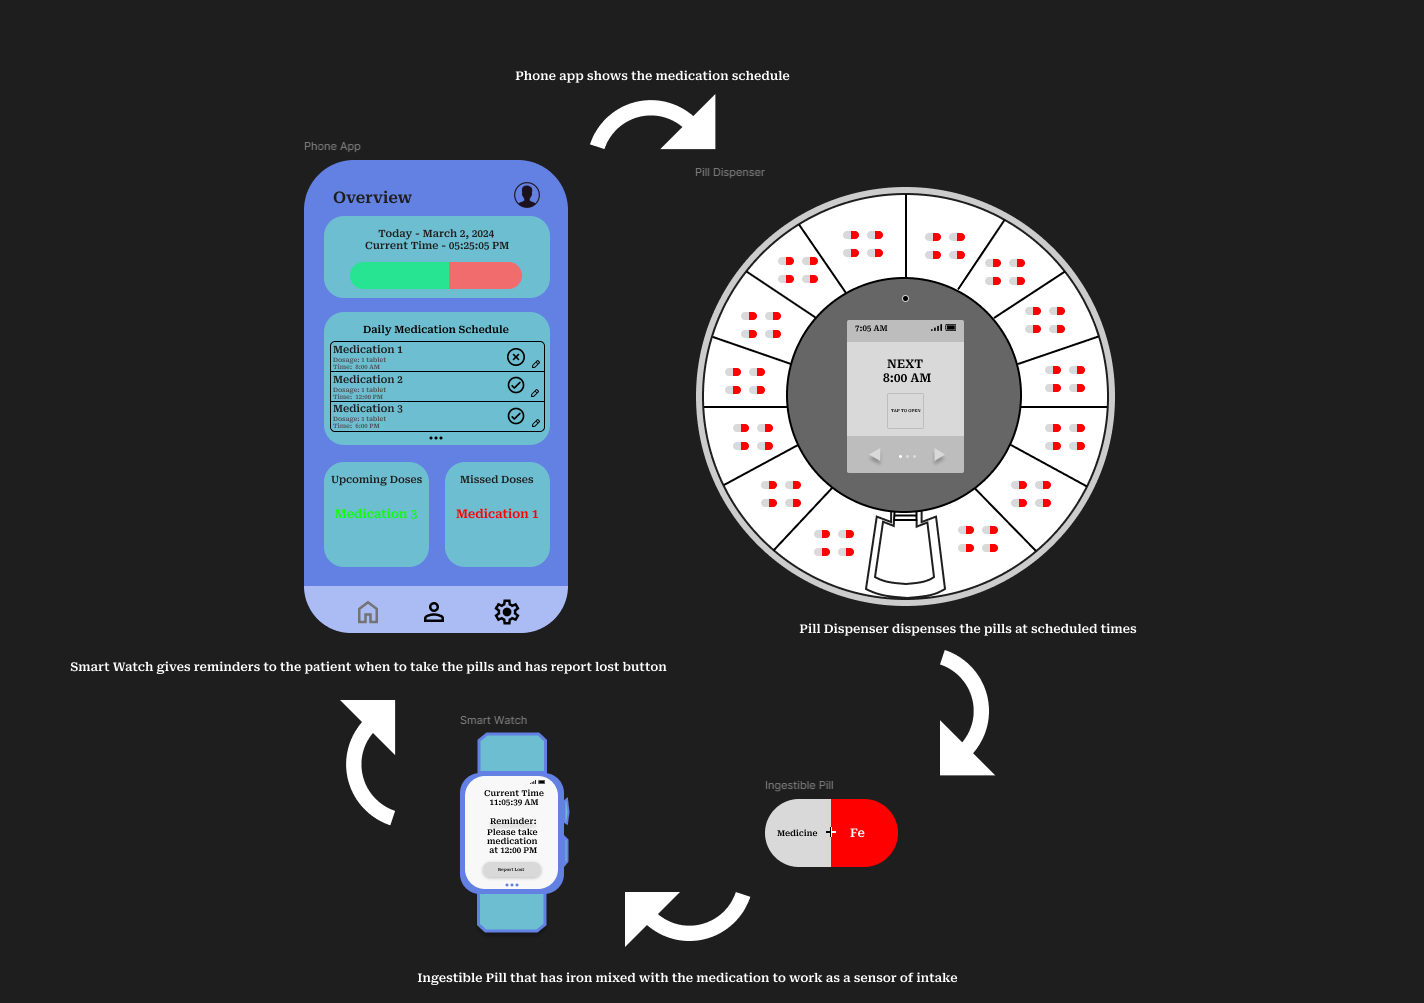 Phone app shows the medication schedule
Phone App
Pill Dispenser
Overview
Today - March 2, 2024
Current Time - 05:25:05 PM
Daily Medication Schedule
Medication 1
Dosage: 1 tablet
Time: 8:00 AM
Medication 2
Dosage: 1 tablet
Time: 12:00 PM
Medication 3
Dosage: 1 tablet
Time: 6:00 PM
Upcoming Doses
Missed Doses
Medication 3
Medication 1
7:05 AM
NEXT
8:00 AM
TAP TO OPEN
Pill Dispenser dispenses the pills at scheduled times
Smart Watch gives reminders to the patient when to take the pills and has report lost button
Smart Watch
Current Time
11:05:39 AM
Reminder:
Please take
medication
at 12:00 PM
Report Lost
Ingestible Pill
Medicine
Fe
Ingestible Pill that has iron mixed with the medication to work as a sensor of intake